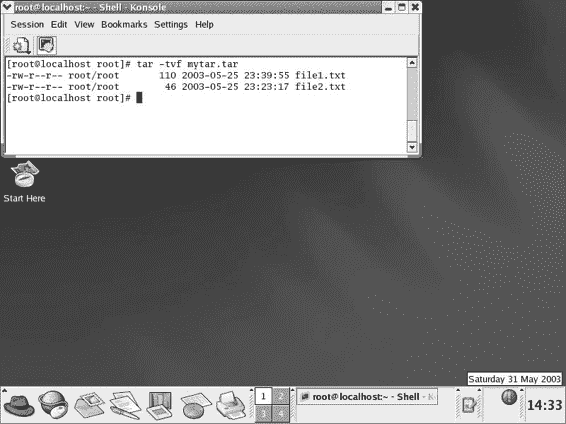 root@localhost:~ - Shell - Konsole
Session Edit View Bookmarks Settings Help
[root@localhost root]# tar -tvf mytar.tar
-rw-r--r-- root/root 110 2003-05-25 23:39:55 file1.txt
-rw-r--r-- root/root 46 2003-05-25 23:23:17 file2.txt
[root@localhost root]#
Start Here
Saturday 31 May 2003
1 2
root@localhost:~ - Shell - K
14:33
3 4